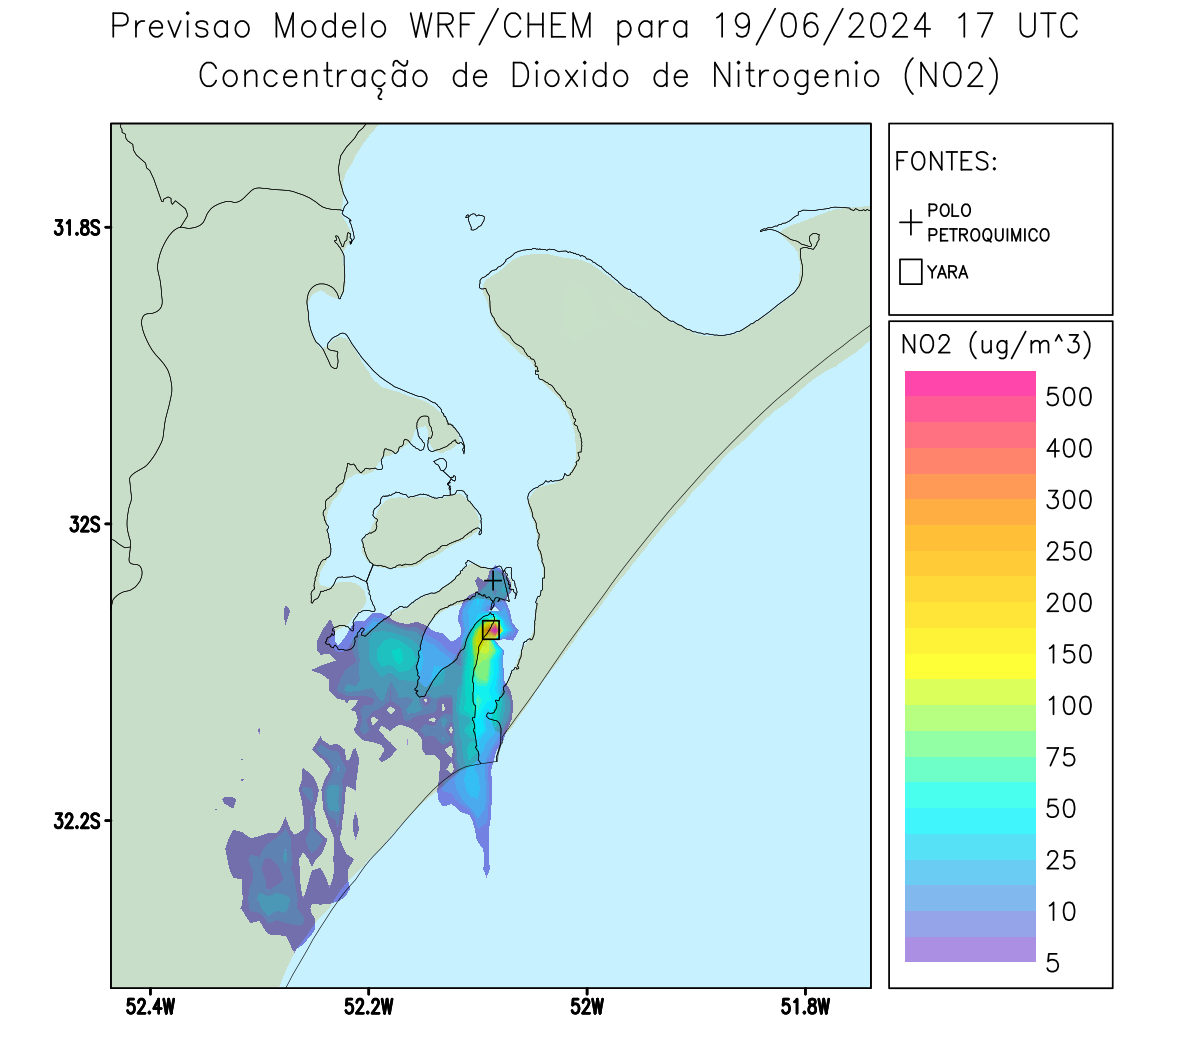 Previsao Modelo WRF/CHEM para 19/06/2024 17 UTC
Concentração de Dioxido de Nitrogenio (NO2)
FONTES:
POLO
PETROQUIMICO
YARA
NO2 (ug/m^3)
500
400
300
250
200
150
100
75
50
25
10
5
31.8S
32S
32.2S
52.4W
52.2W
52W
51.8W